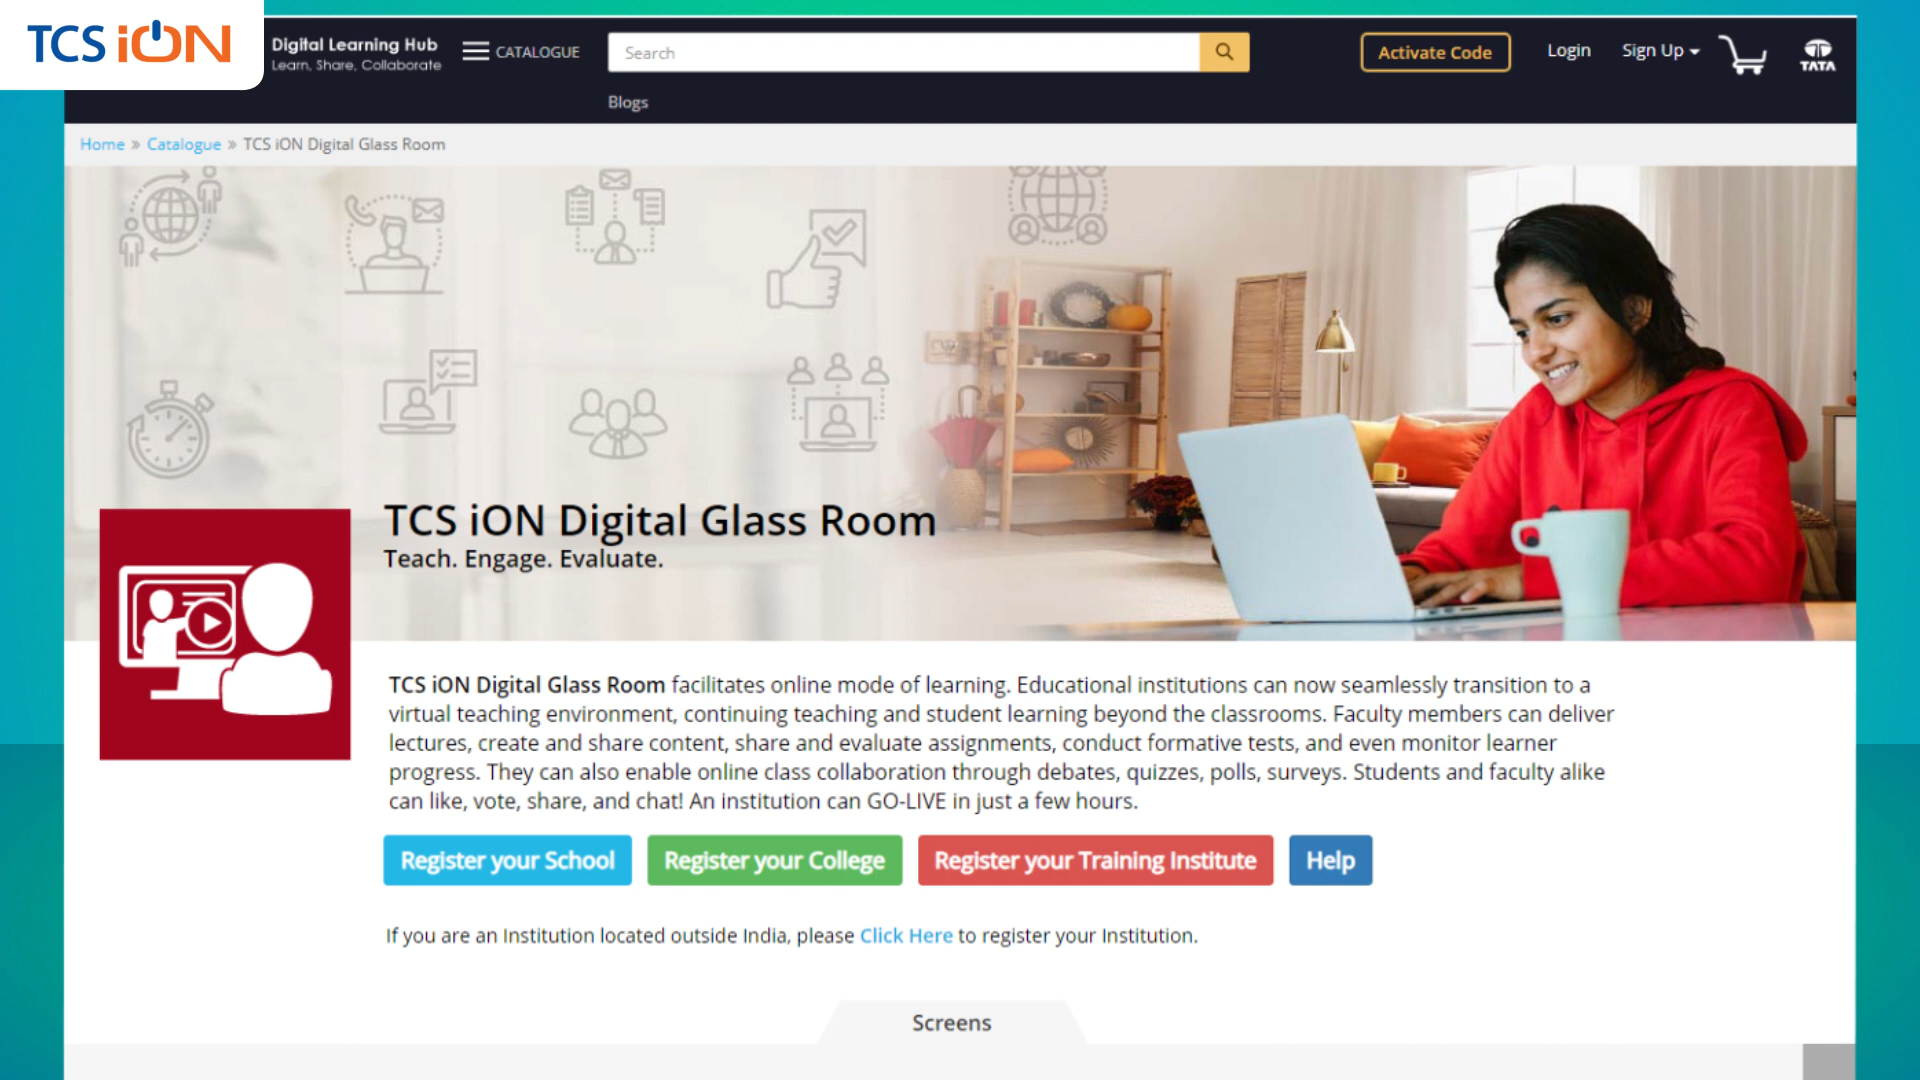 TCS iON
Digital Learning Hub
Learn, Share, Collaborate
CATALOGUE
Search
Activate Code
Login
Sign Up
TATA
Blogs
Home » Catalogue » TCS iON Digital Glass Room
TCS iON Digital Glass Room
Teach. Engage. Evaluate.
TCS iON Digital Glass Room facilitates online mode of learning. Educational institutions can now seamlessly transition to a
virtual teaching environment, continuing teaching and student learning beyond the classrooms. Faculty members can deliver
lectures, create and share content, share and evaluate assignments, conduct formative tests, and even monitor learner
progress. They can also enable online class collaboration through debates, quizzes, polls, surveys. Students and faculty alike
can like, vote, share, and chat! An institution can GO-LIVE in just a few hours.
Register your School
Register your College
Register your Training Institute
Help
If you are an Institution located outside India, please Click Here to register your Institution.
Screens